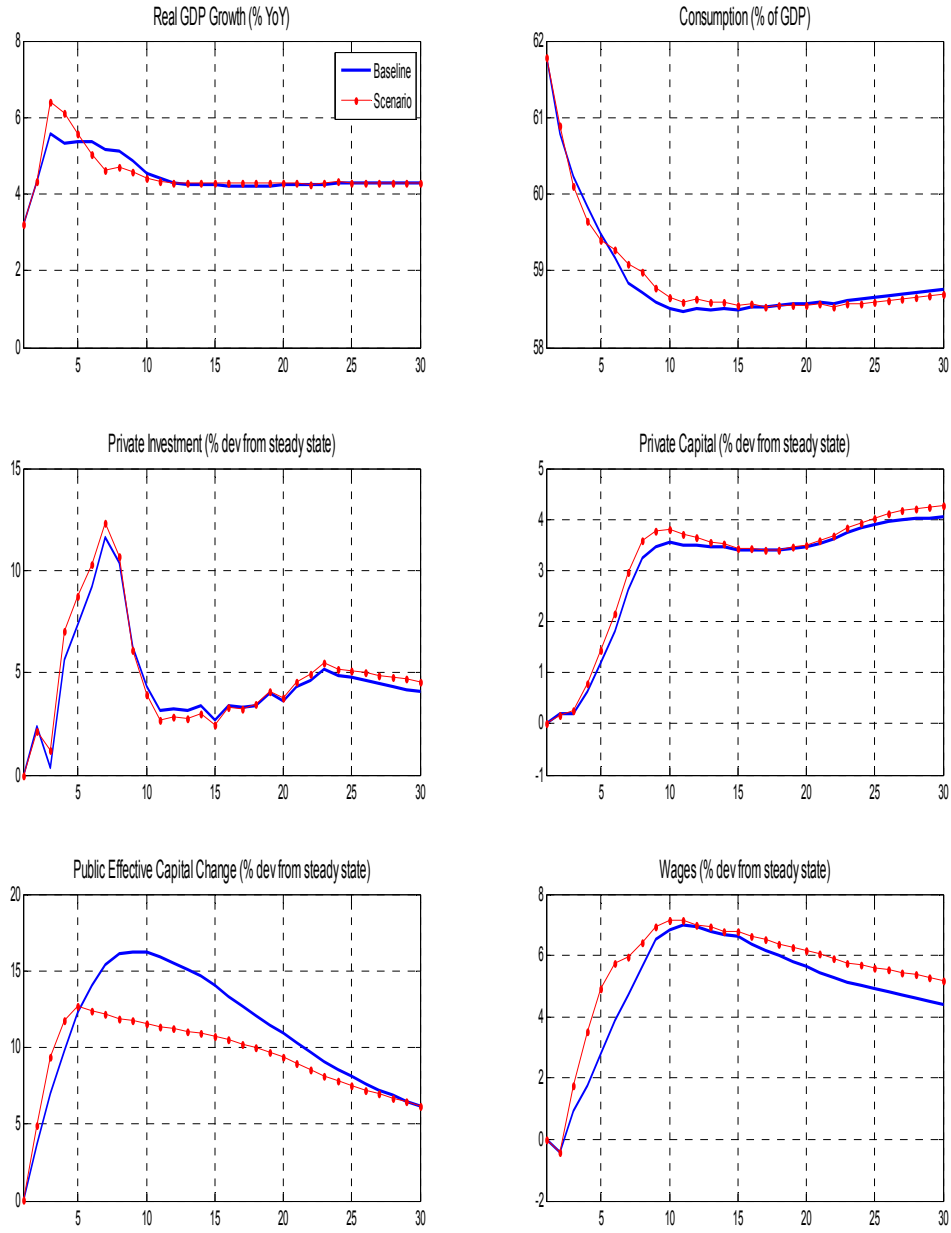 Real GDP Growth (% YoY)
8
6
4
2
0
5 10 15 20 25 30
Baseline
Scenario
Consumption (% of GDP)
62
61
60
59
58
5 10 15 20 25 30
Private Investment (% dev from steady state)
15
10
5
0
5 10 15 20 25 30
Private Capital (% dev from steady state)
5
4
3
2
1
0
-1
5 10 15 20 25 30
Public Effective Capital Change (% dev from steady state)
20
15
10
5
0
5 10 15 20 25 30
Wages (% dev from steady state)
8
6
4
2
0
-2
5 10 15 20 25 30